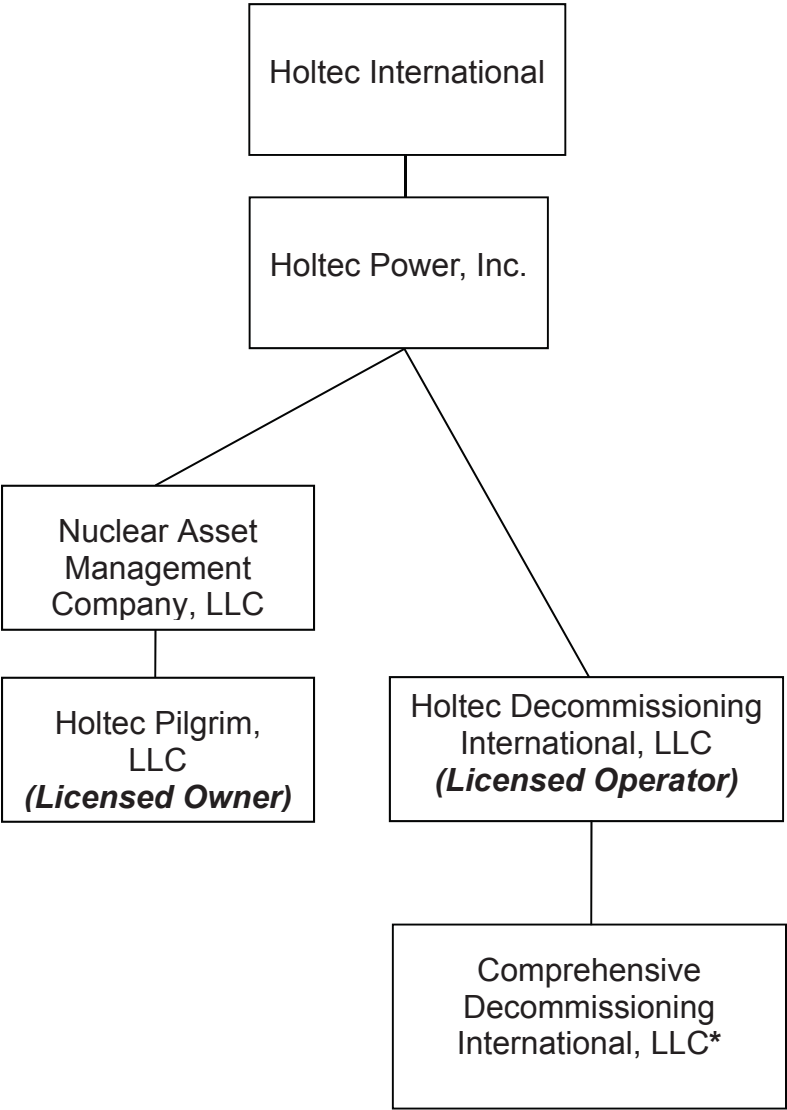 Holtec International
Holtec Power, Inc.
Nuclear Asset
Management
Company, LLC
Holtec Pilgrim,
LLC
(Licensed Owner)
Holtec Decommissioning
International, LLC
(Licensed Operator)
Comprehensive
Decommissioning
International, LLC*